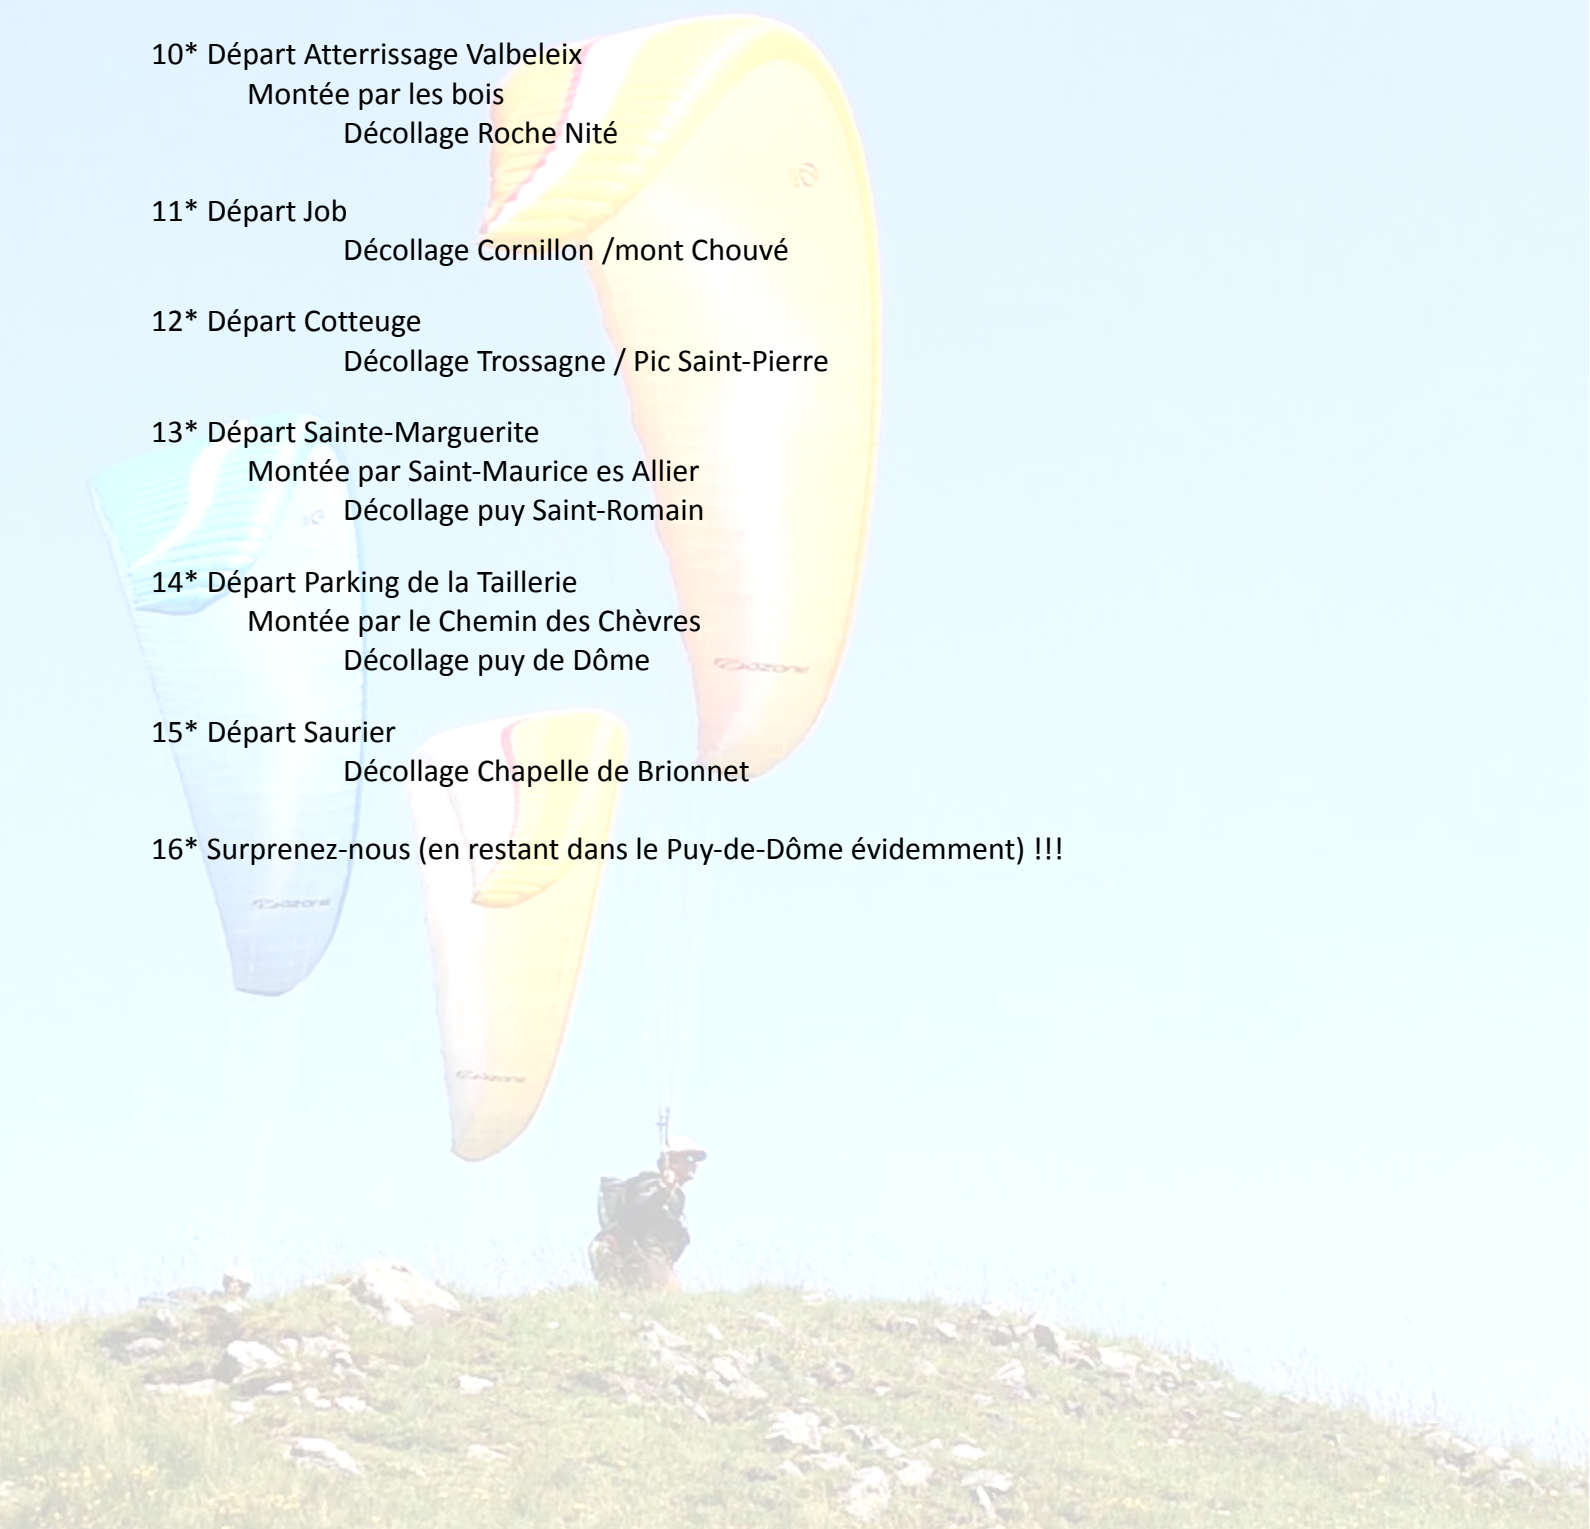 10* Départ Atterrissage Valbeleix
Montée par les bois
Décollage Roche Nité
11* Départ Job
Décollage Cornillon /mont Chouvé
12* Départ Cotteuge
Décollage Trossagne / Pic Saint-Pierre
13* Départ Sainte-Marguerite
Montée par Saint-Maurice es Allier
Décollage puy Saint-Romain
14* Départ Parking de la Taillerie
Montée par le Chemin des Chèvres
Décollage puy de Dôme
ozone
15* Départ Saurier
Décollage Chapelle de Brionnet
16* Surprenez-nous (en restant dans le Puy-de-Dôme évidemment) !!!
ozone
ozone